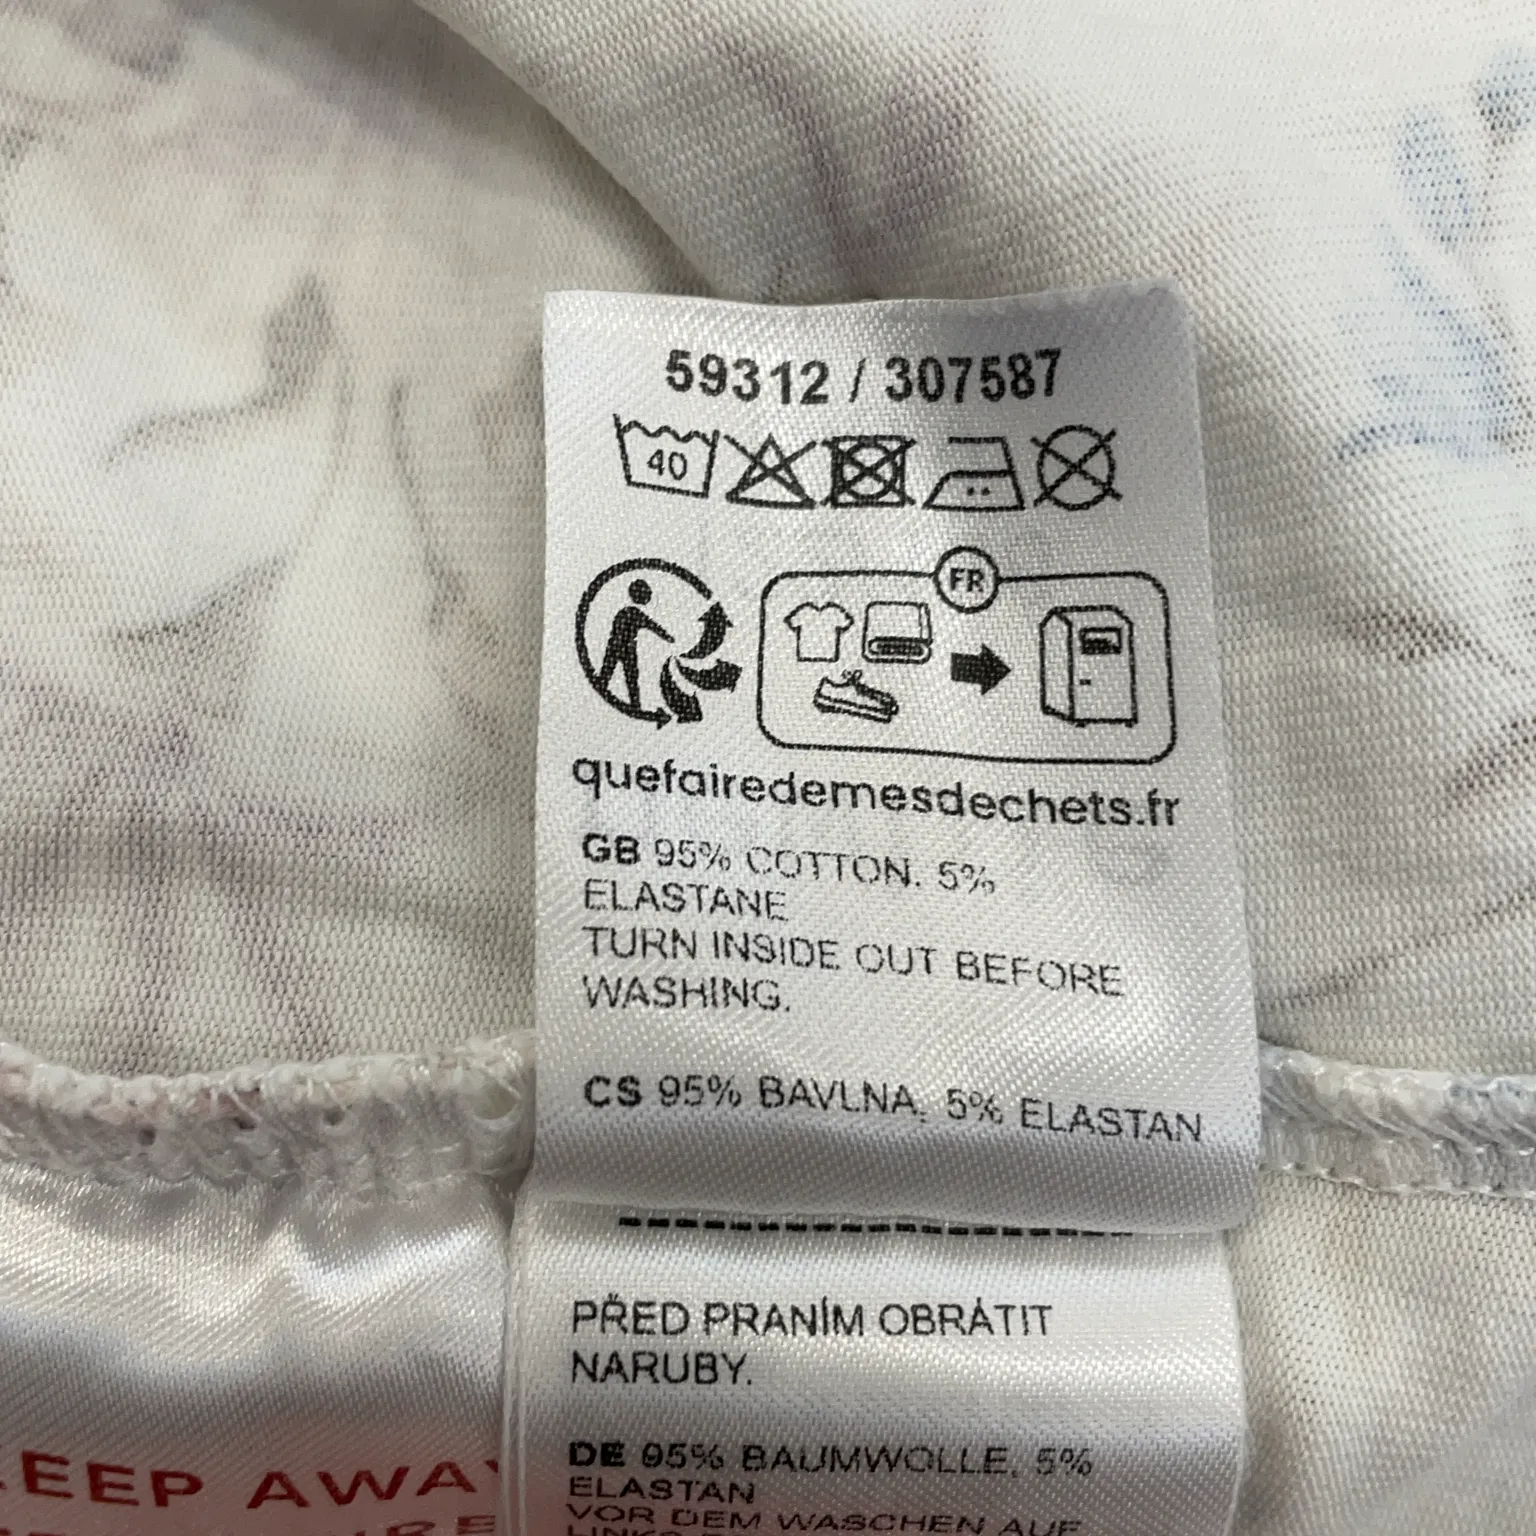 59312 / 307587
40
FR
quefairedemesdechets.fr
GB 95% COTTON. 5%
ELASTANE
TURN INSIDE OUT BEFORE
WASHING.
CS 95% BAVLNA, 5% ELASTAN
PŘED PRANÍM OBRÁTIT
NARUBY.
DE 95% BAUMWOLLE, 5%
ELASTAN
VOR DEM WASCHEN AUF
EEP AWA